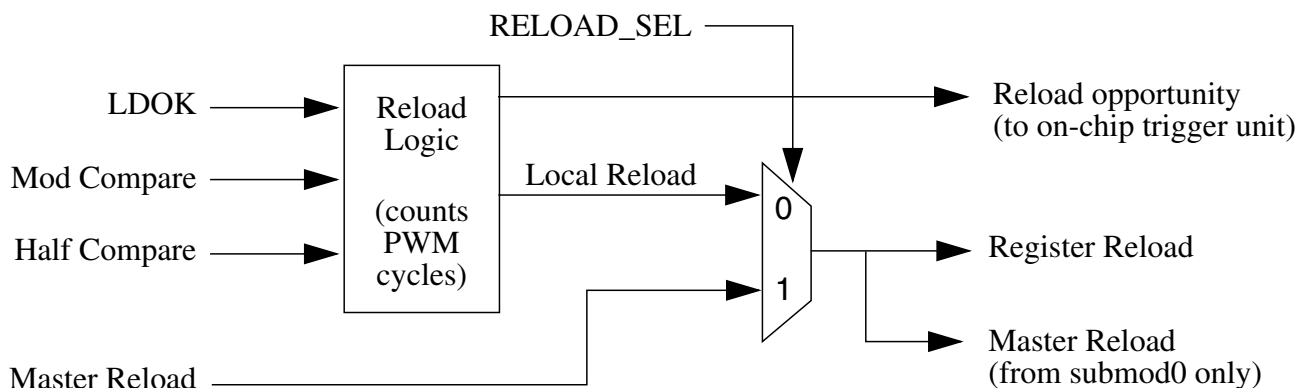 RELOAD_SEL
LDOK
Mod Compare
Half Compare
Master Reload
Reload
Logic
(counts
PWM
cycles)
Local Reload
0
1
Reload opportunity
(to on-chip trigger unit)
Register Reload
Master Reload
(from submod0 only)